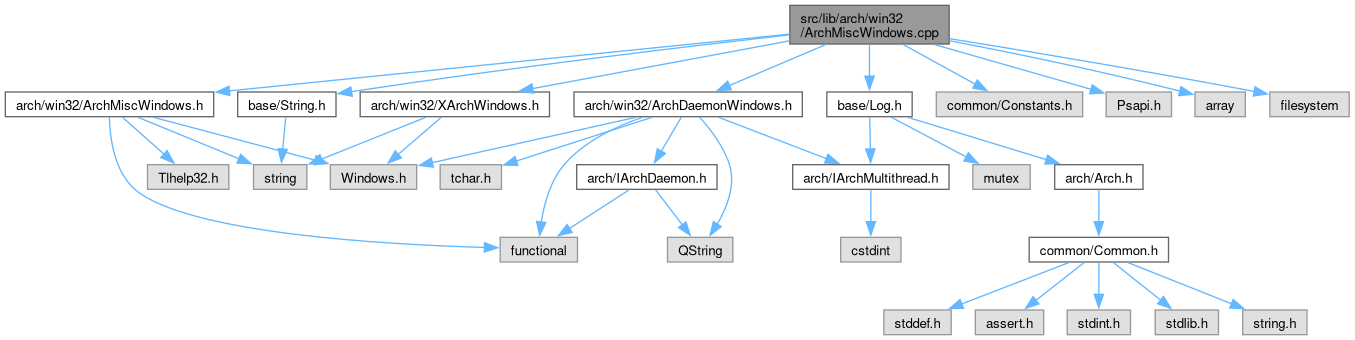 src/lib/arch/win32
/ArchMiscWindows.cpp
arch/win32/ArchMiscWindows.h
base/String.h
arch/win32/XArchWindows.h
arch/win32/ArchDaemonWindows.h
base/Log.h
common/Constants.h
Psapi.h
array
filesystem
Tlhelp32.h
string
Windows.h
tchar.h
arch/IArchDaemon.h
arch/IArchMultithread.h
mutex
arch/Arch.h
functional
QString
cstdint
common/Common.h
stddef.h
assert.h
stdint.h
stdlib.h
string.h